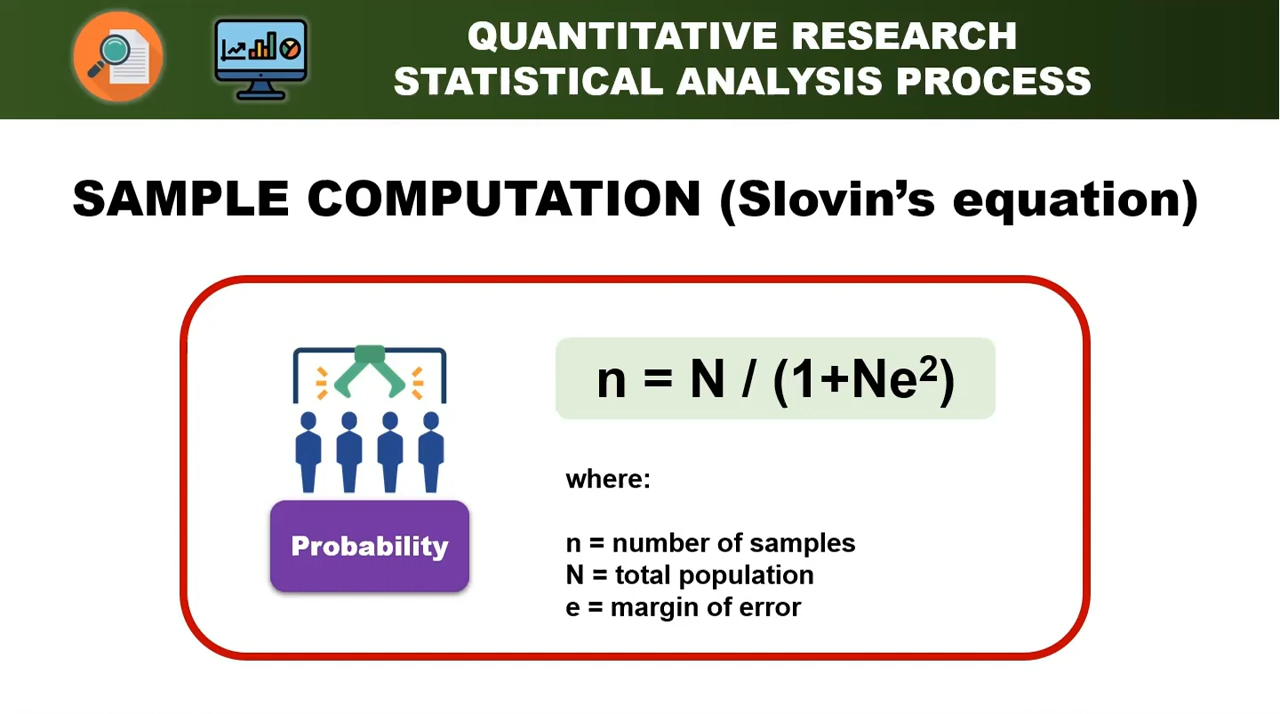 QUANTITATIVE RESEARCH
STATISTICAL ANALYSIS PROCESS
SAMPLE COMPUTATION (Slovin’s equation)
n = N / (1+Ne²)
where:
n = number of samples
N = total population
e = margin of error
Probability